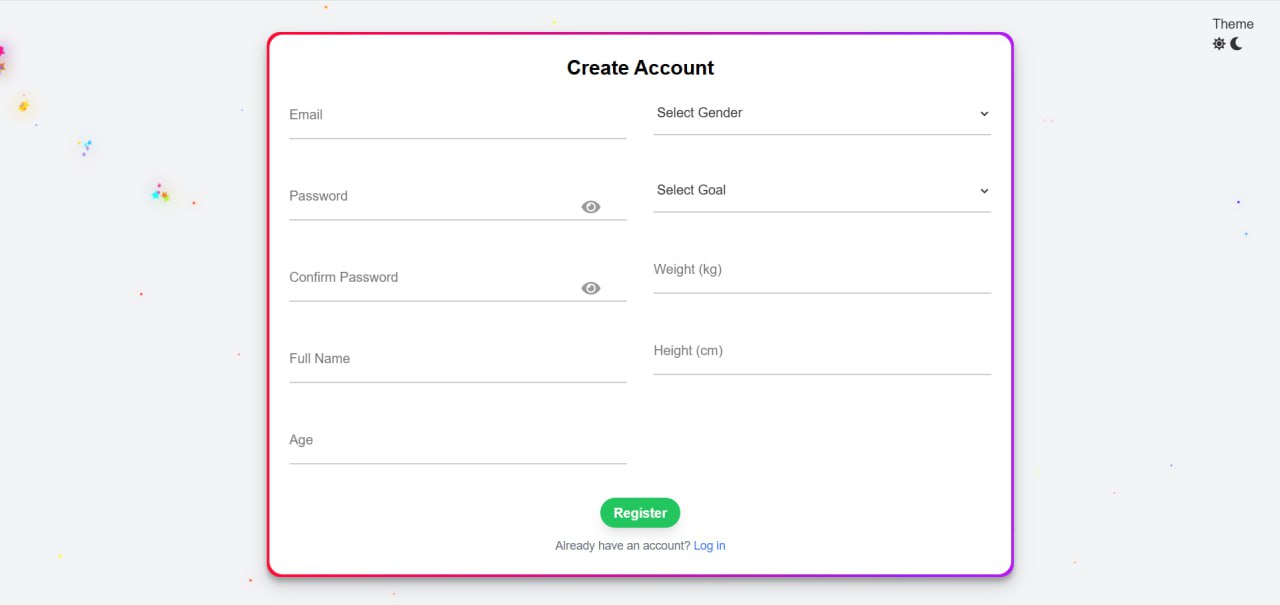 Theme
Create Account
Email
Select Gender
Password
Select Goal
Confirm Password
Weight (kg)
Full Name
Height (cm)
Age
Register
Already have an account? Log in